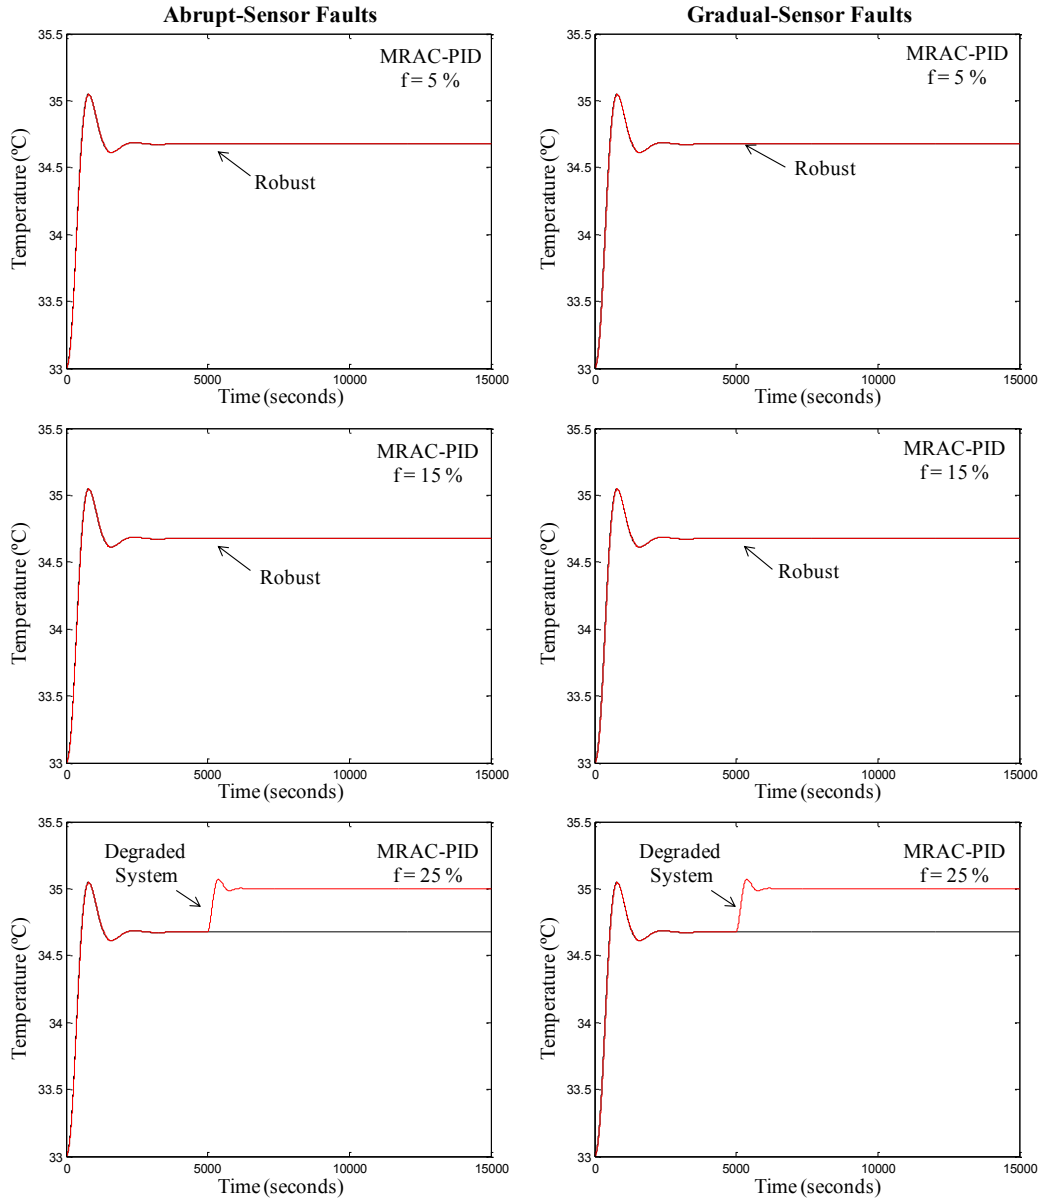 Abrupt-Sensor Faults
Gradual-Sensor Faults
35.5
35
34.5
34
33.5
33
0
5000
10000
15000
Temperature (ºC)
Time (seconds)
MRAC-PID
f = 5 %
Robust
35.5
35
34.5
34
33.5
33
0
5000
10000
15000
Temperature (ºC)
Time (seconds)
MRAC-PID
f = 5 %
Robust
35.5
35
34.5
34
33.5
33
0
5000
10000
15000
Temperature (ºC)
Time (seconds)
MRAC-PID
f = 15 %
Robust
35.5
35
34.5
34
33.5
33
0
5000
10000
15000
Temperature (ºC)
Time (seconds)
MRAC-PID
f = 15 %
Robust
35.5
35
34.5
34
33.5
33
0
5000
10000
15000
Temperature (ºC)
Time (seconds)
Degraded
System
MRAC-PID
f = 25 %
35.5
35
34.5
34
33.5
33
0
5000
10000
15000
Temperature (ºC)
Time (seconds)
Degraded
System
MRAC-PID
f = 25 %